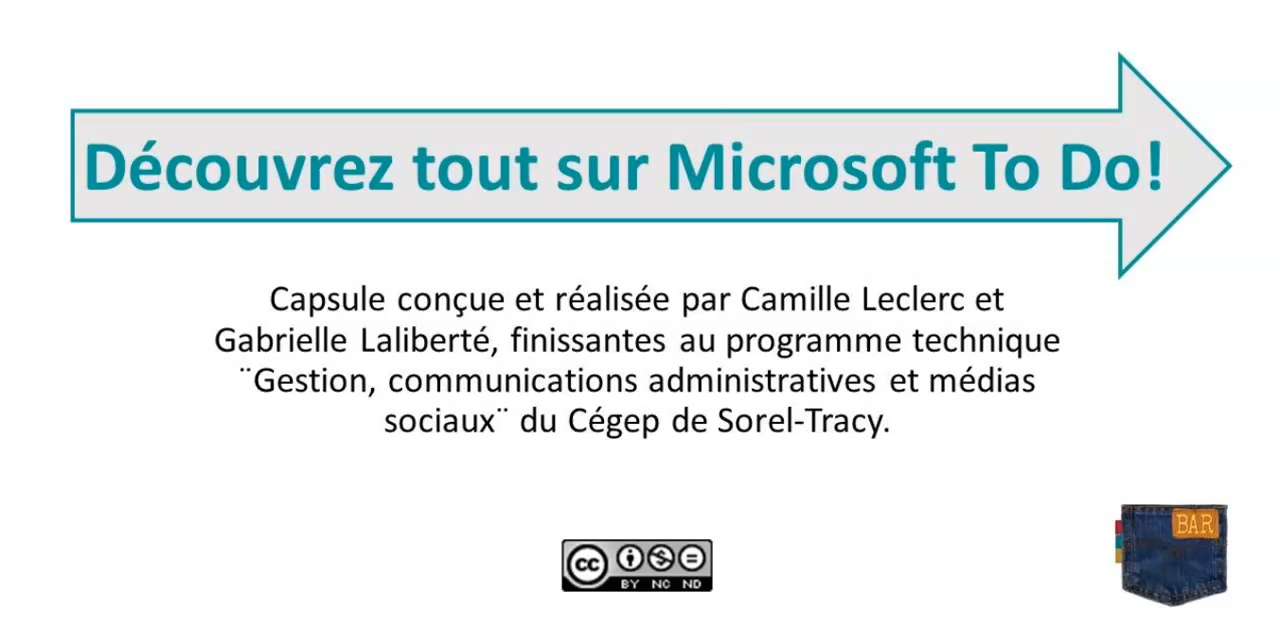 Découvrez tout sur Microsoft To Do!
Capsule conçue et réalisée par Camille Leclerc et
Gabrielle Laliberté, finissantes au programme technique
¨Gestion, communications administratives et médias
sociaux¨ du Cégep de Sorel-Tracy.
BAR
cc
BY NC ND